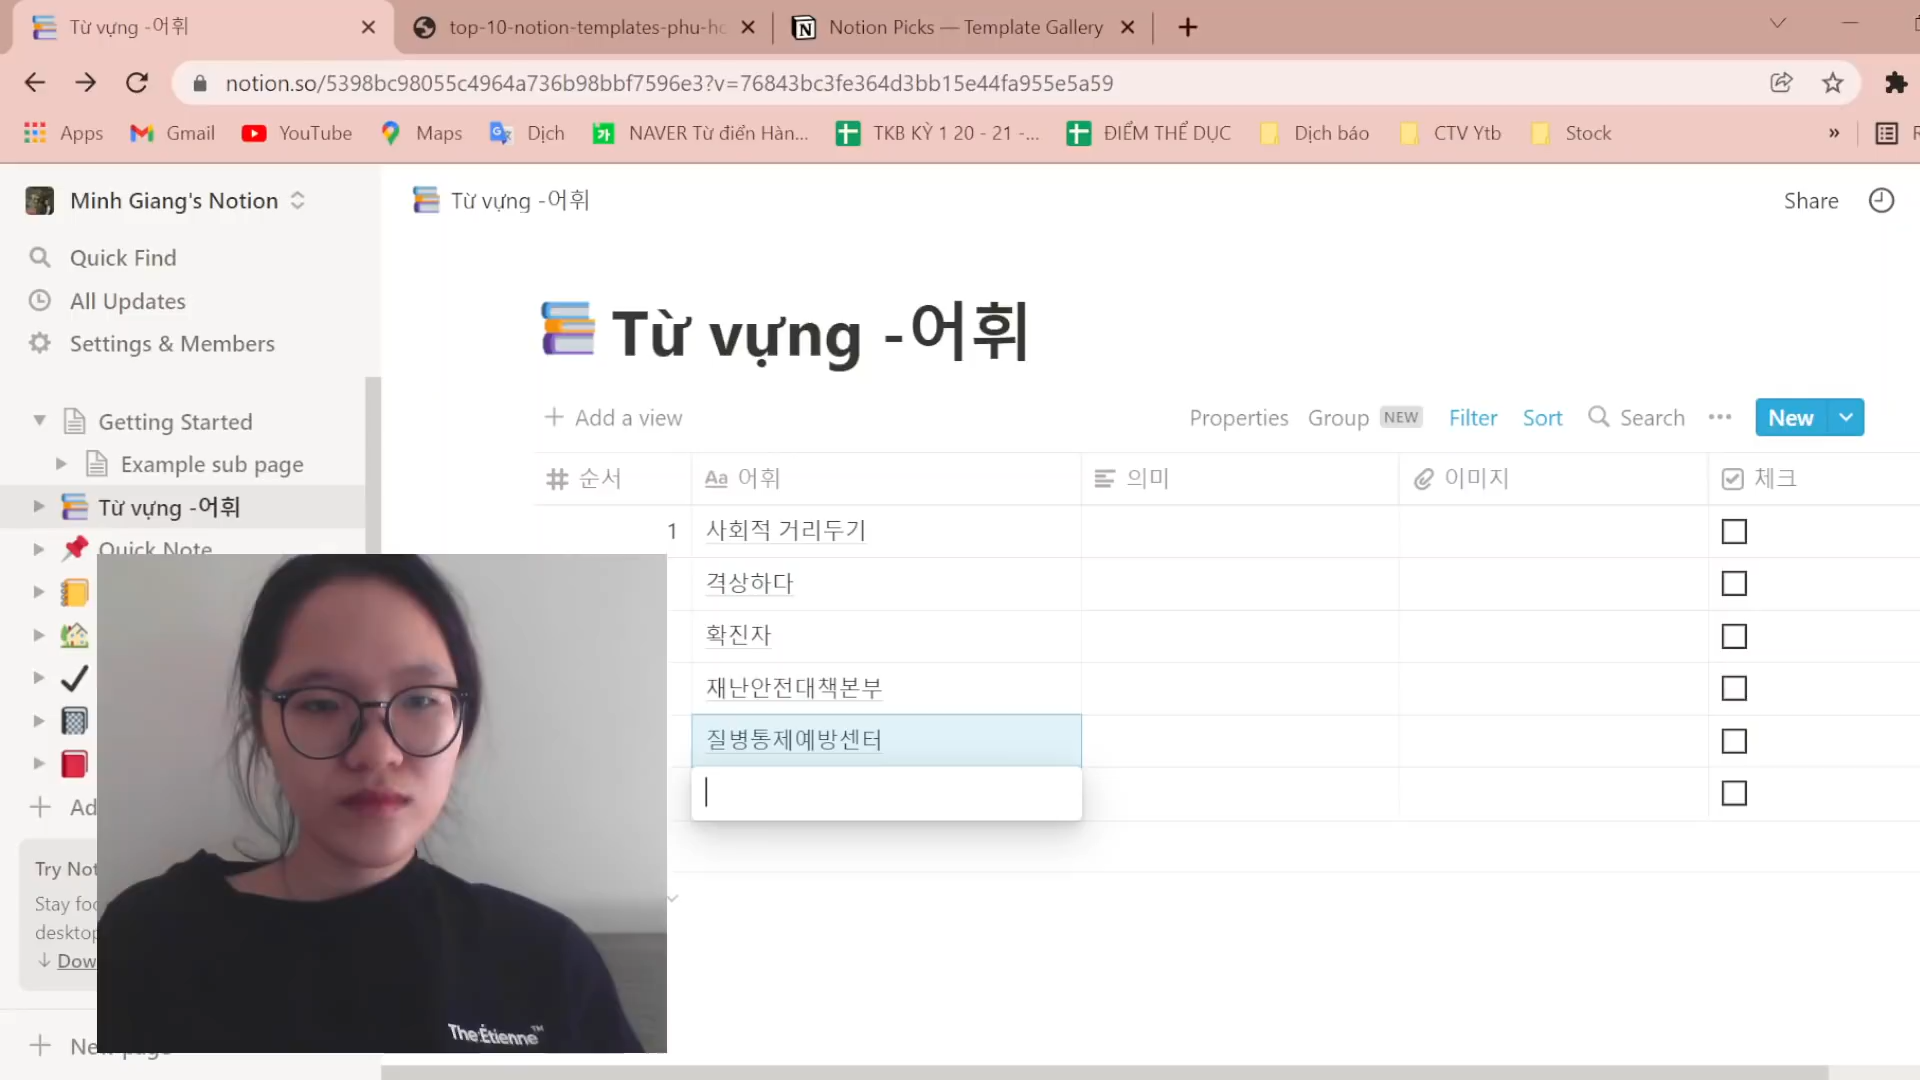 Từ vựng -어휘
top-10-notion-templates-phu-ho
Notion Picks — Template Gallery
notion.so/5398bc98055c4964a736b98bbf7596e3?v=76843bc3fe364d3bb15e44fa955e5a59
Apps
Gmail
YouTube
Maps
Dịch
NAVER Từ điển Hàn...
TKB KỲ 1 20 - 21 -...
ĐIỂM THỂ DỤC
Dịch báo
CTV Ytb
Stock
Minh Giang's Notion
Từ vựng -어휘
Share
Quick Find
All Updates
Settings & Members
Getting Started
Example sub page
Từ vựng -어휘
Quick Note
Từ vựng -어휘
Add a view
Properties
Group NEW
Filter
Sort
Search
New
순서
Aa 어휘
의미
이미지
체크
1
사회적 거리두기
격상하다
확진자
재난안전대책본부
질병통제예방센터
Try
Stay
The:Étienne™